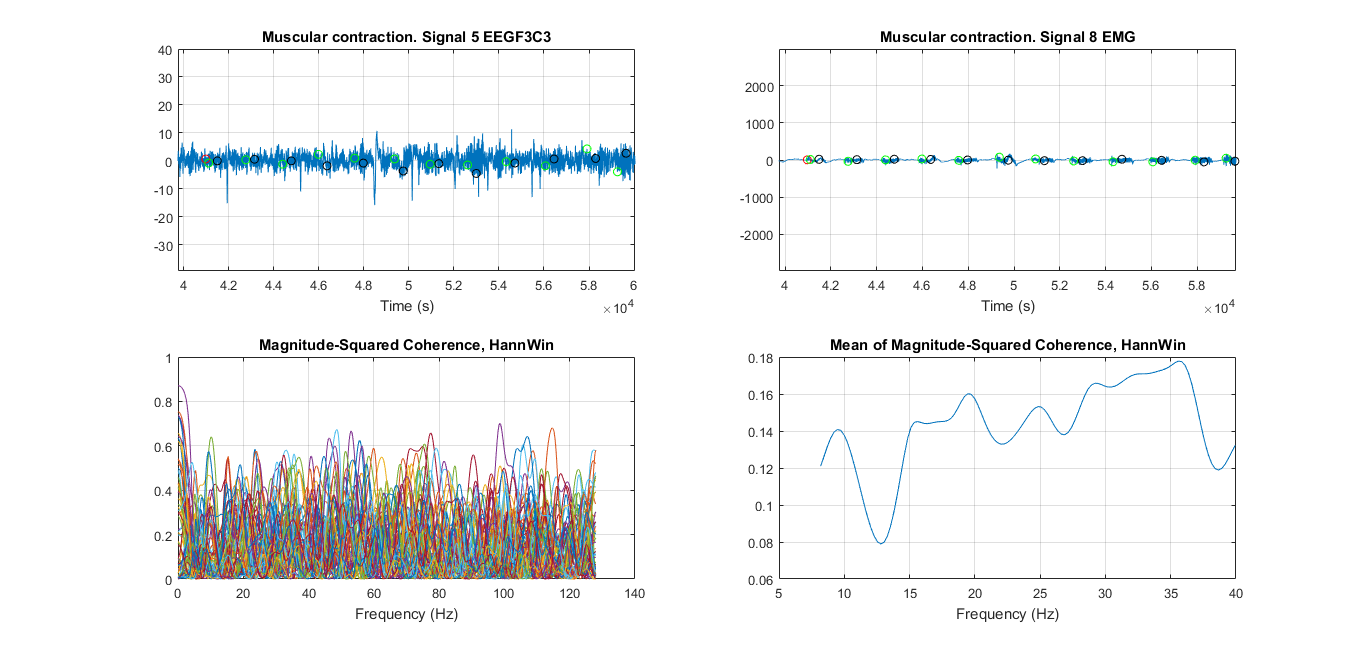 Muscular contraction. Signal 5 EEGF3C3
40
30
20
10
0
-10
-20
-30
4 4.2 4.4 4.6 4.8 5 5.2 5.4 5.6 5.8 6
Time (s)
×10^4
Muscular contraction. Signal 8 EMG
2000
1000
0
-1000
-2000
4 4.2 4.4 4.6 4.8 5 5.2 5.4 5.6 5.8
Time (s)
×10^4
Magnitude-Squared Coherence, HannWin
1
0.8
0.6
0.4
0.2
0
0 20 40 60 80 100 120 140
Frequency (Hz)
Mean of Magnitude-Squared Coherence, HannWin
0.18
0.16
0.14
0.12
0.1
0.08
0.06
5 10 15 20 25 30 35 40
Frequency (Hz)